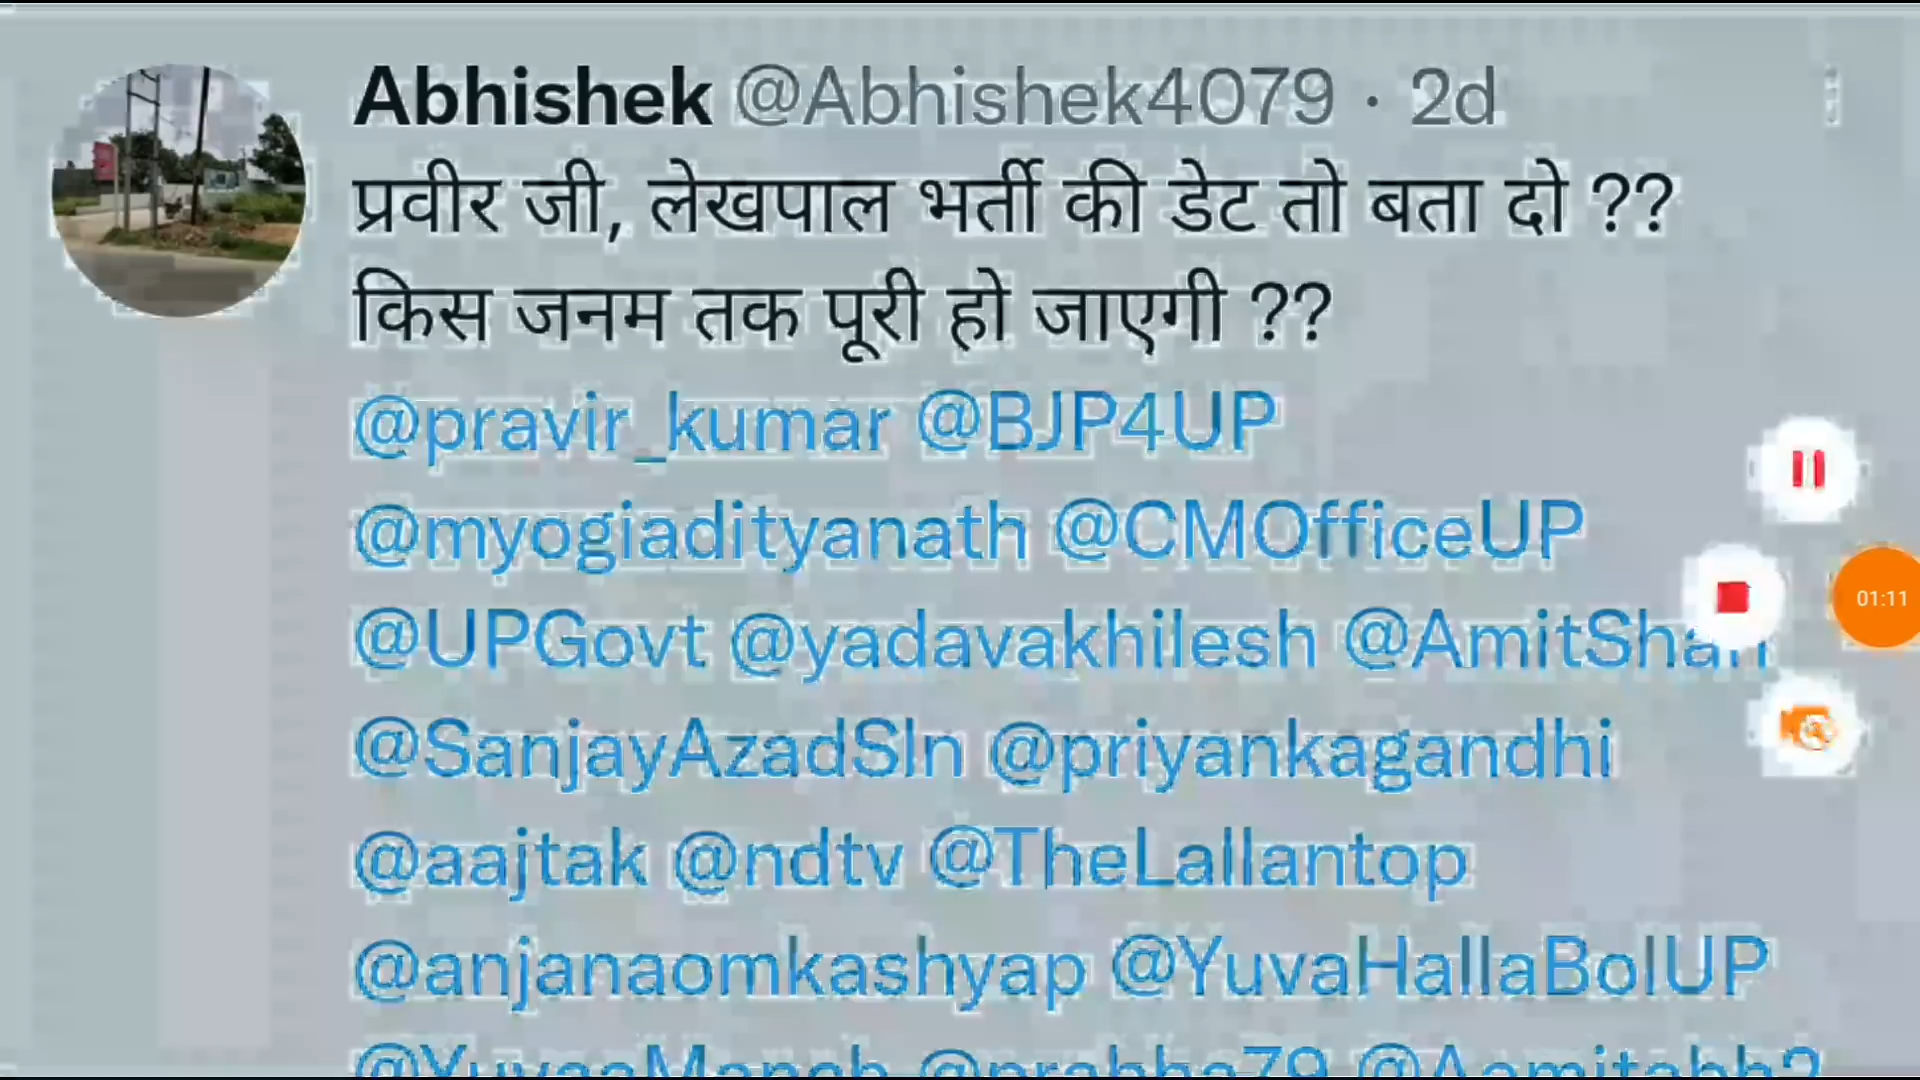 Abhishek @Abhishek4079 · 2d
प्रवीर जी, लेखपाल भर्ती की डेट तो बता दो ??
किस जनम तक पूरी हो जाएगी ??
@pravir_kumar @BJP4UP
@myogiadityanath @CMOfficeUP
@UPGovt @yadavakhilesh @AmitShah
01:11
@SanjayAzadSln @priyankagandhi
@aajtak @ndtv @TheLallantop
@anjanaomkashyap @YuvaHallaBolUP